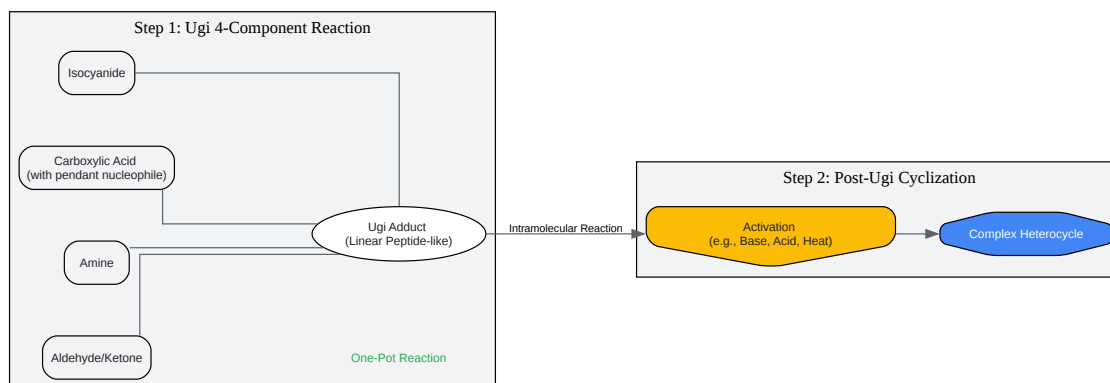 Step 1: Ugi 4-Component Reaction
Isocyanide
Carboxylic Acid
(with pendant nucleophile)
Amine
Aldehyde/Ketone
Ugi Adduct
(Linear Peptide-like)
One-Pot Reaction
Intramolecular Reaction
Step 2: Post-Ugi Cyclization
Activation
(e.g., Base, Acid, Heat)
Complex Heterocycle